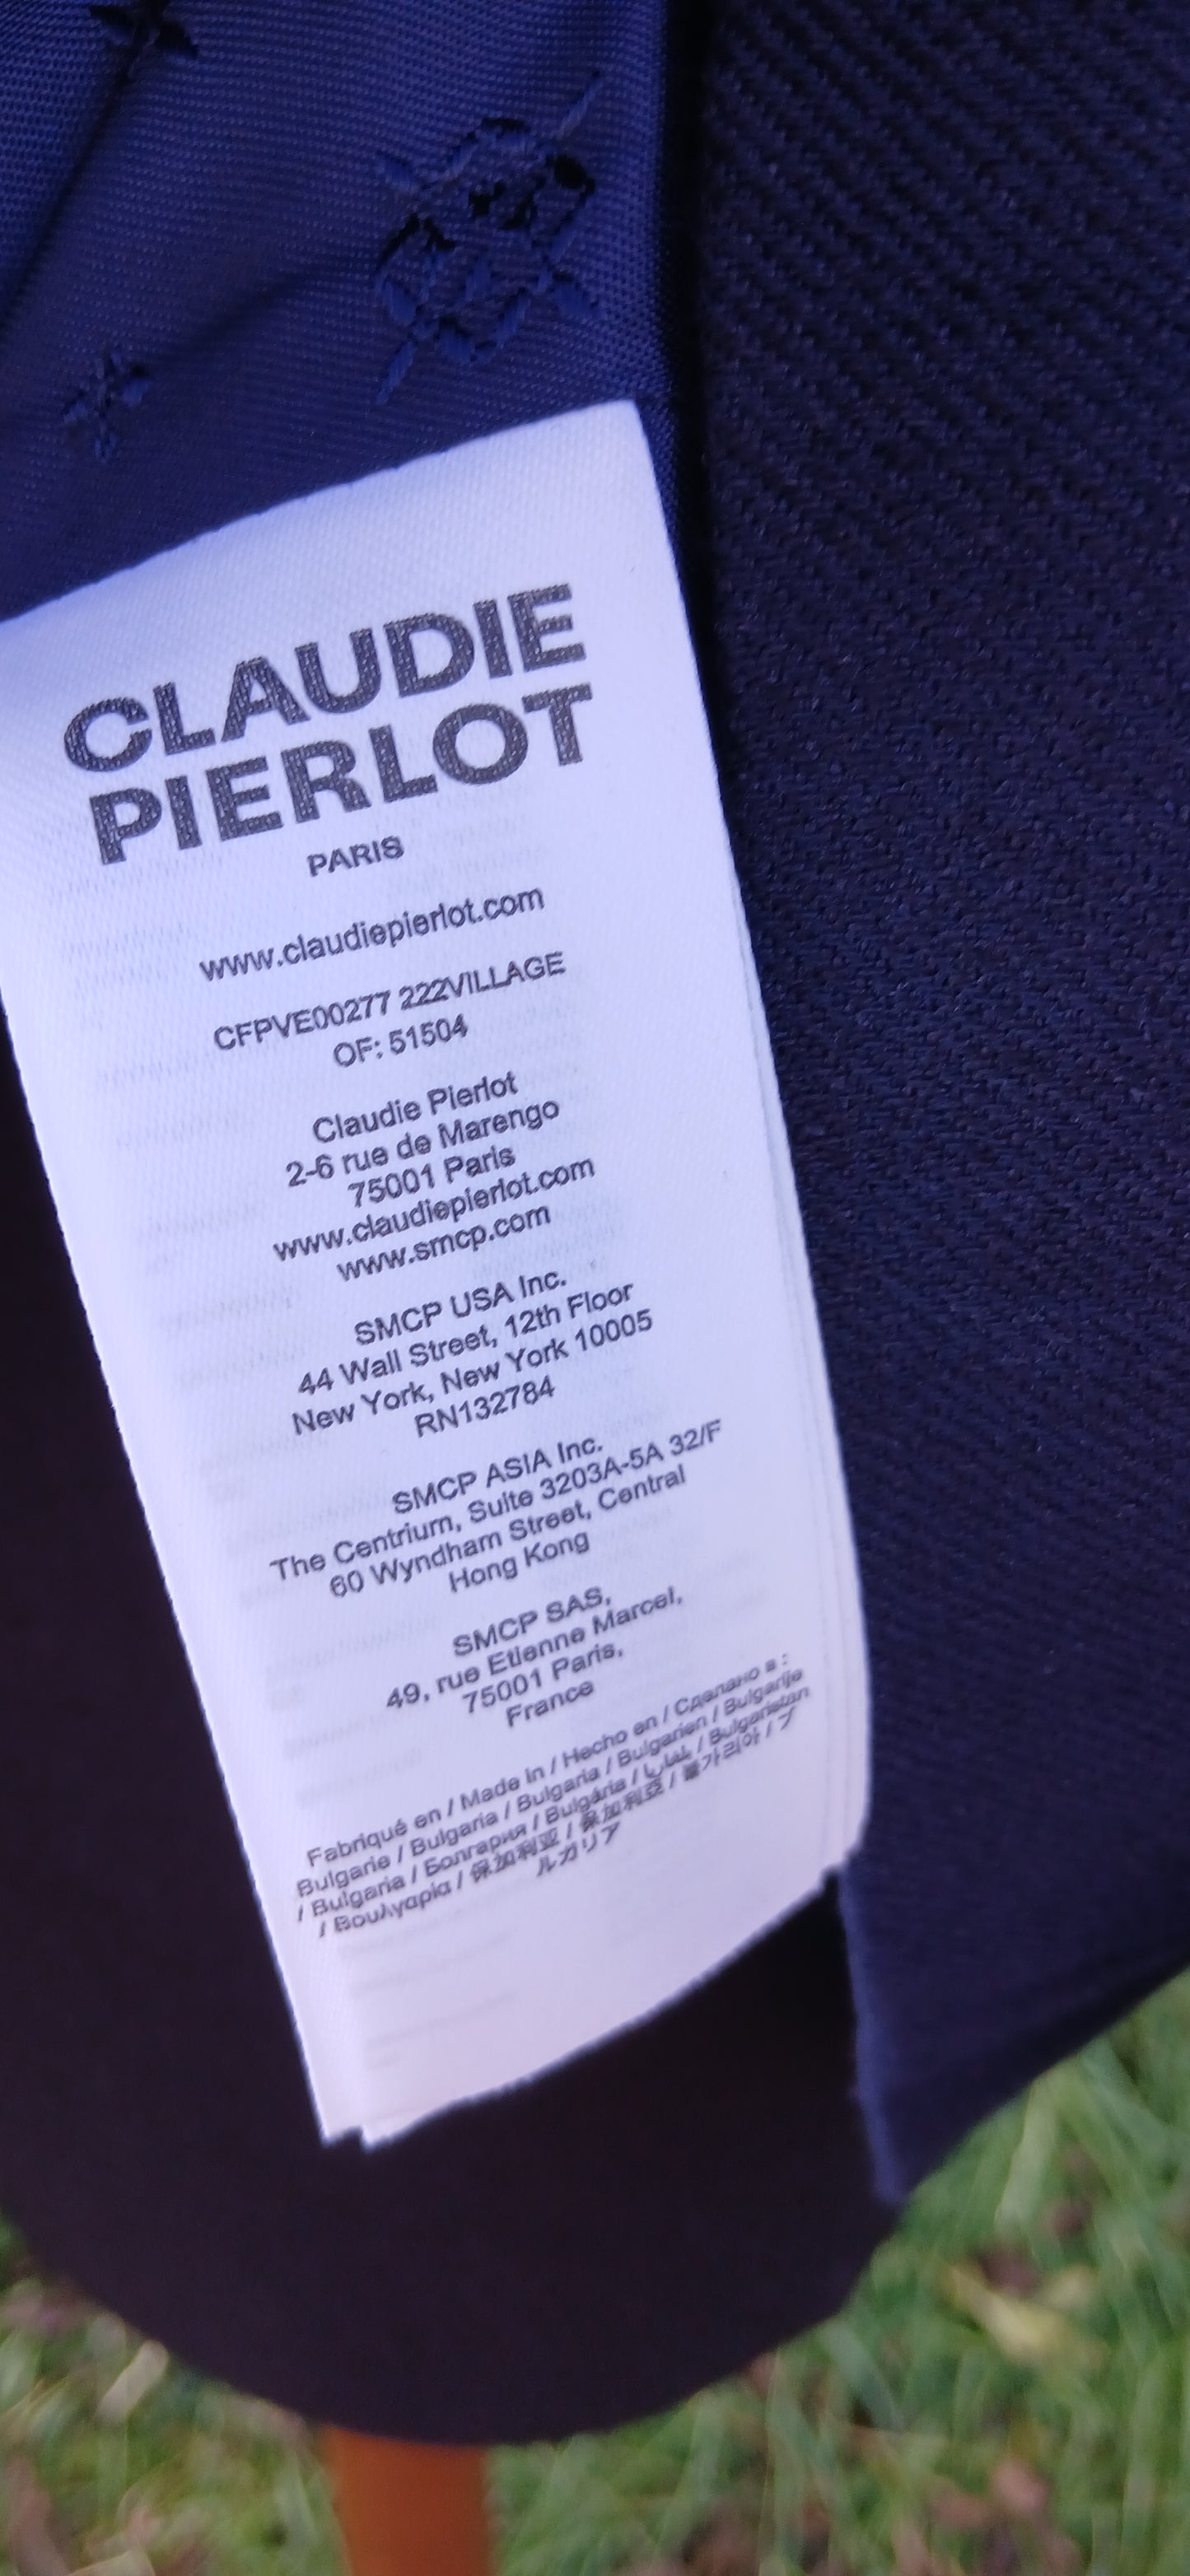 CLAUDIE
PIERLOT
PARIS
www.claudiepierlot.com
CFPVE00277 222VILLAGE
OF: 51504
Claudie Pierlot
2-6 rue de Marengo
75001 Paris
www.claudiepierlot.com
www.smcp.com
SMCP USA Inc.
44 Wall Street, 12th Floor
New York, New York 10005
RN132784
SMCP ASIA Inc.
The Centrium, Suite 3203A-5A 32/F
60 Wyndham Street, Central
Hong Kong
SMCP SAS,
49, rue Etienne Marcel,
75001 Paris,
France
Fabriqué en / Made In / Hecho en / Сделано в :
Bulgarie / Bulgaria / Bulgaria / Bulgarien / Bulgarije
/ Bulgaria / Болгария / Bulgária / / Bulgaristan
/ Βουλγαρία / 保加利亚 / 保加利亞 / 불가리아 / ブ
ルガリア